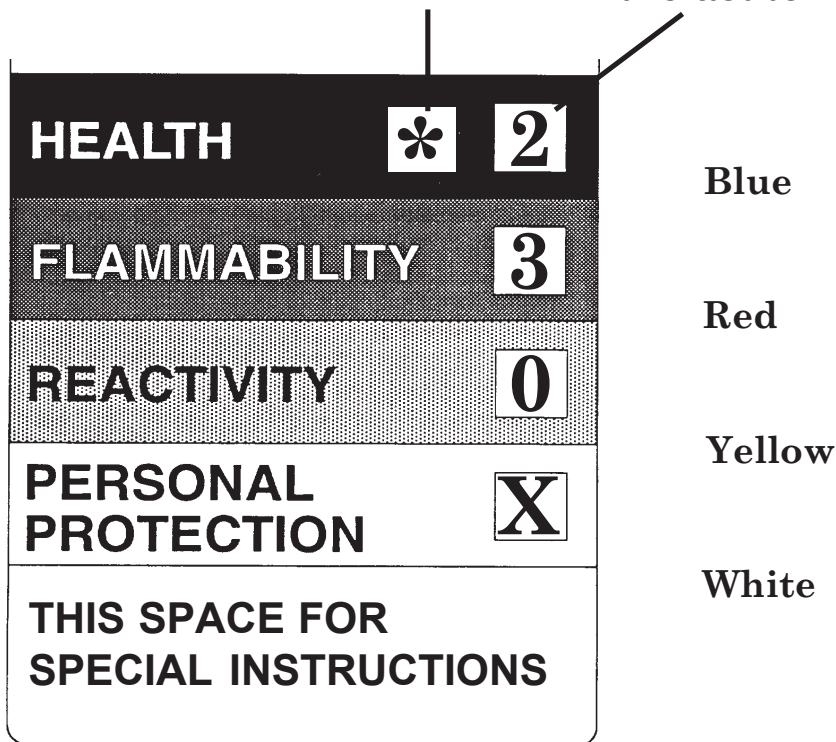 HEALTH * 2
Blue
FLAMMABILITY 3
Red
REACTIVITY 0
Yellow
PERSONAL
PROTECTION X
White
THIS SPACE FOR
SPECIAL INSTRUCTIONS